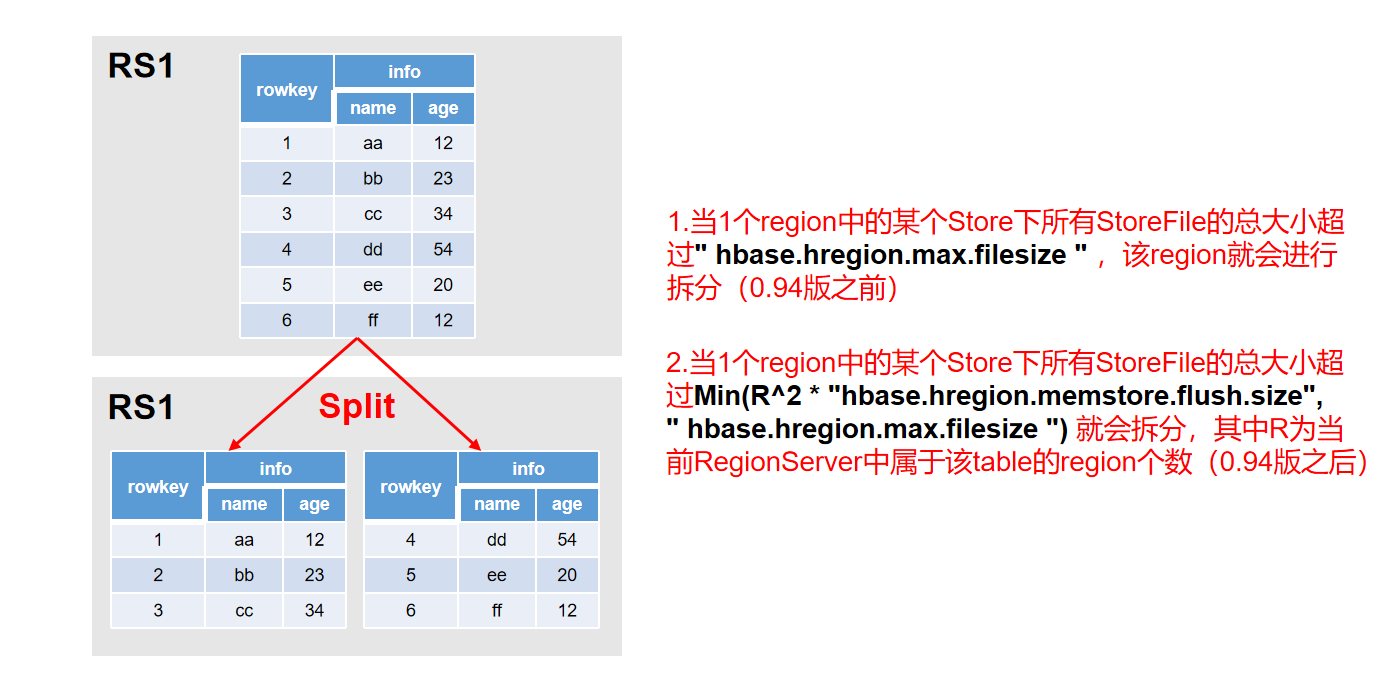 RS1
rowkey info
name age
1 aa 12
2 bb 23
3 cc 34
4 dd 54
5 ee 20
6 ff 12
RS1
Split
rowkey info
name age
1 aa 12
2 bb 23
3 cc 34
rowkey info
name age
4 dd 54
5 ee 20
6 ff 12
1.当1个region中的某个Store下所有StoreFile的总大小超
过" hbase.hregion.max.filesize " ，该region就会进行
拆分（0.94版之前）
2.当1个region中的某个Store下所有StoreFile的总大小超
过Min(R^2 * "hbase.hregion.memstore.flush.size",
" hbase.hregion.max.filesize ") 就会拆分，其中R为当
前RegionServer中属于该table的region个数（0.94版之后）